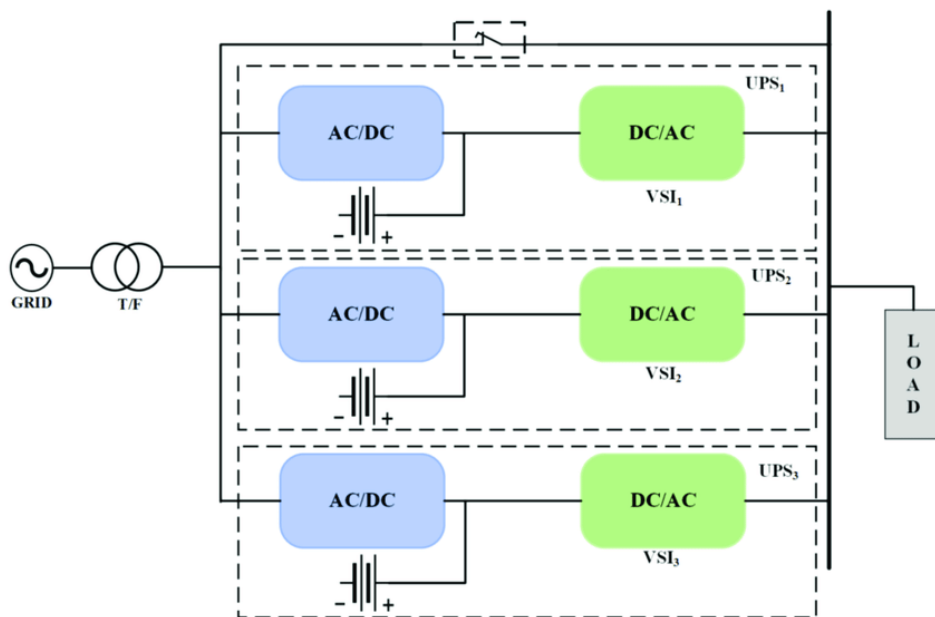 UPS₁
AC/DC
DC/AC
VSI₁
- +
GRID
T/F
UPS₂
AC/DC
DC/AC
VSI₂
- +
LOAD
UPS₃
AC/DC
DC/AC
VSI₃
- +